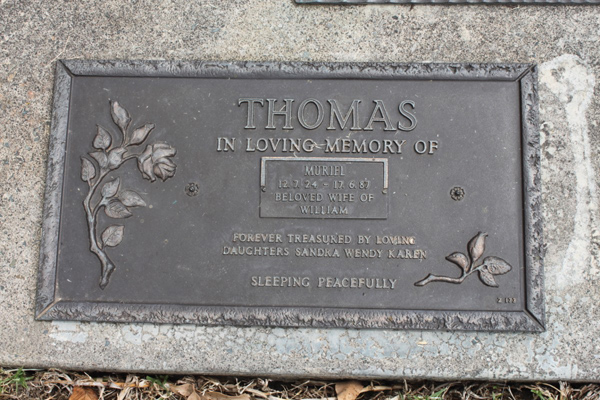 THOMAS
IN LOVING MEMORY OF
MURIEL
12.7.24 - 17.6.87
BELOVED WIFE OF
WILLIAM
FOREVER TREASURED BY LOVING
DAUGHTERS SANDRA WENDY KAREN
SLEEPING PEACEFULLY